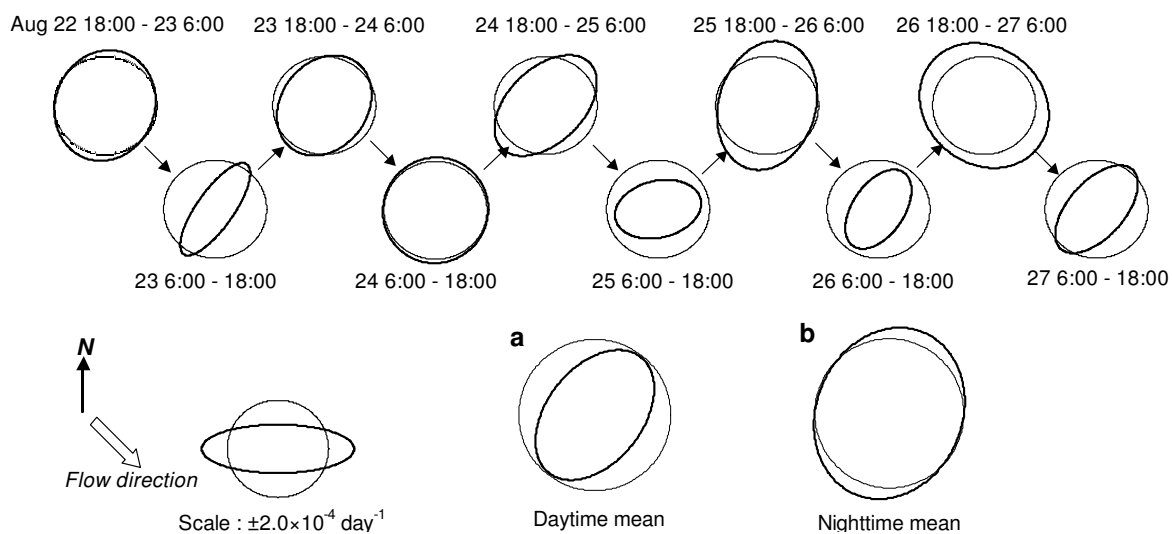 Aug 22 18:00 - 23 6:00
23 18:00 - 24 6:00
24 18:00 - 25 6:00
25 18:00 - 26 6:00
26 18:00 - 27 6:00
23 6:00 - 18:00
24 6:00 - 18:00
25 6:00 - 18:00
26 6:00 - 18:00
27 6:00 - 18:00
N
Flow direction
Scale : ±2.0×10⁻⁴ day⁻¹
a
Daytime mean
b
Nighttime mean